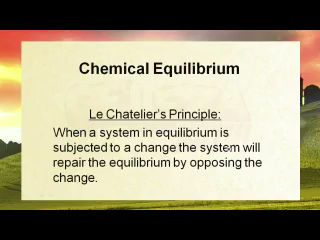 Chemical Equilibrium
Le Chatelier's Principle:
When a system in equilibrium is
subjected to a change the system will
repair the equilibrium by opposing the
change.